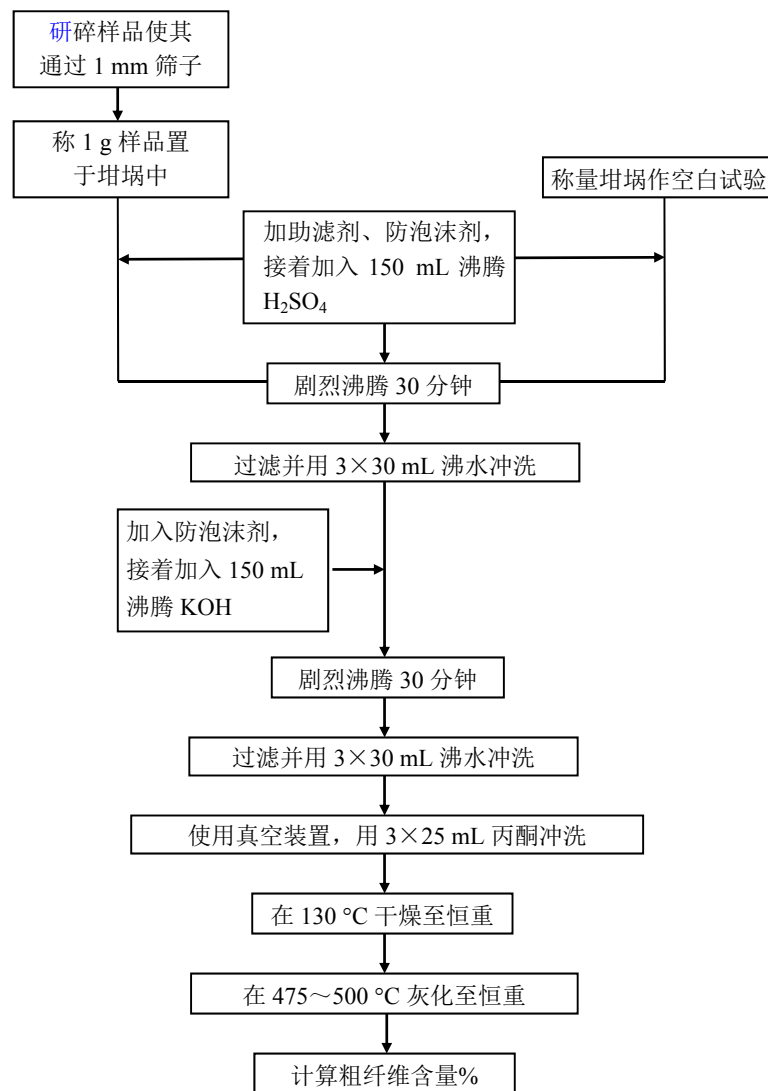 研碎样品使其
通过 1 mm 筛子
称 1 g 样品置
于坩埚中
称量坩埚作空白试验
加助滤剂、防泡沫剂,
接着加入 150 mL 沸腾
H₂SO₄
剧烈沸腾 30 分钟
过滤并用 3×30 mL 沸水冲洗
加入防泡沫剂,
接着加入 150 mL
沸腾 KOH
剧烈沸腾 30 分钟
过滤并用 3×30 mL 沸水冲洗
使用真空装置,用 3×25 mL 丙酮冲洗
在 130 °C 干燥至恒重
在 475～500 °C 灰化至恒重
计算粗纤维含量%